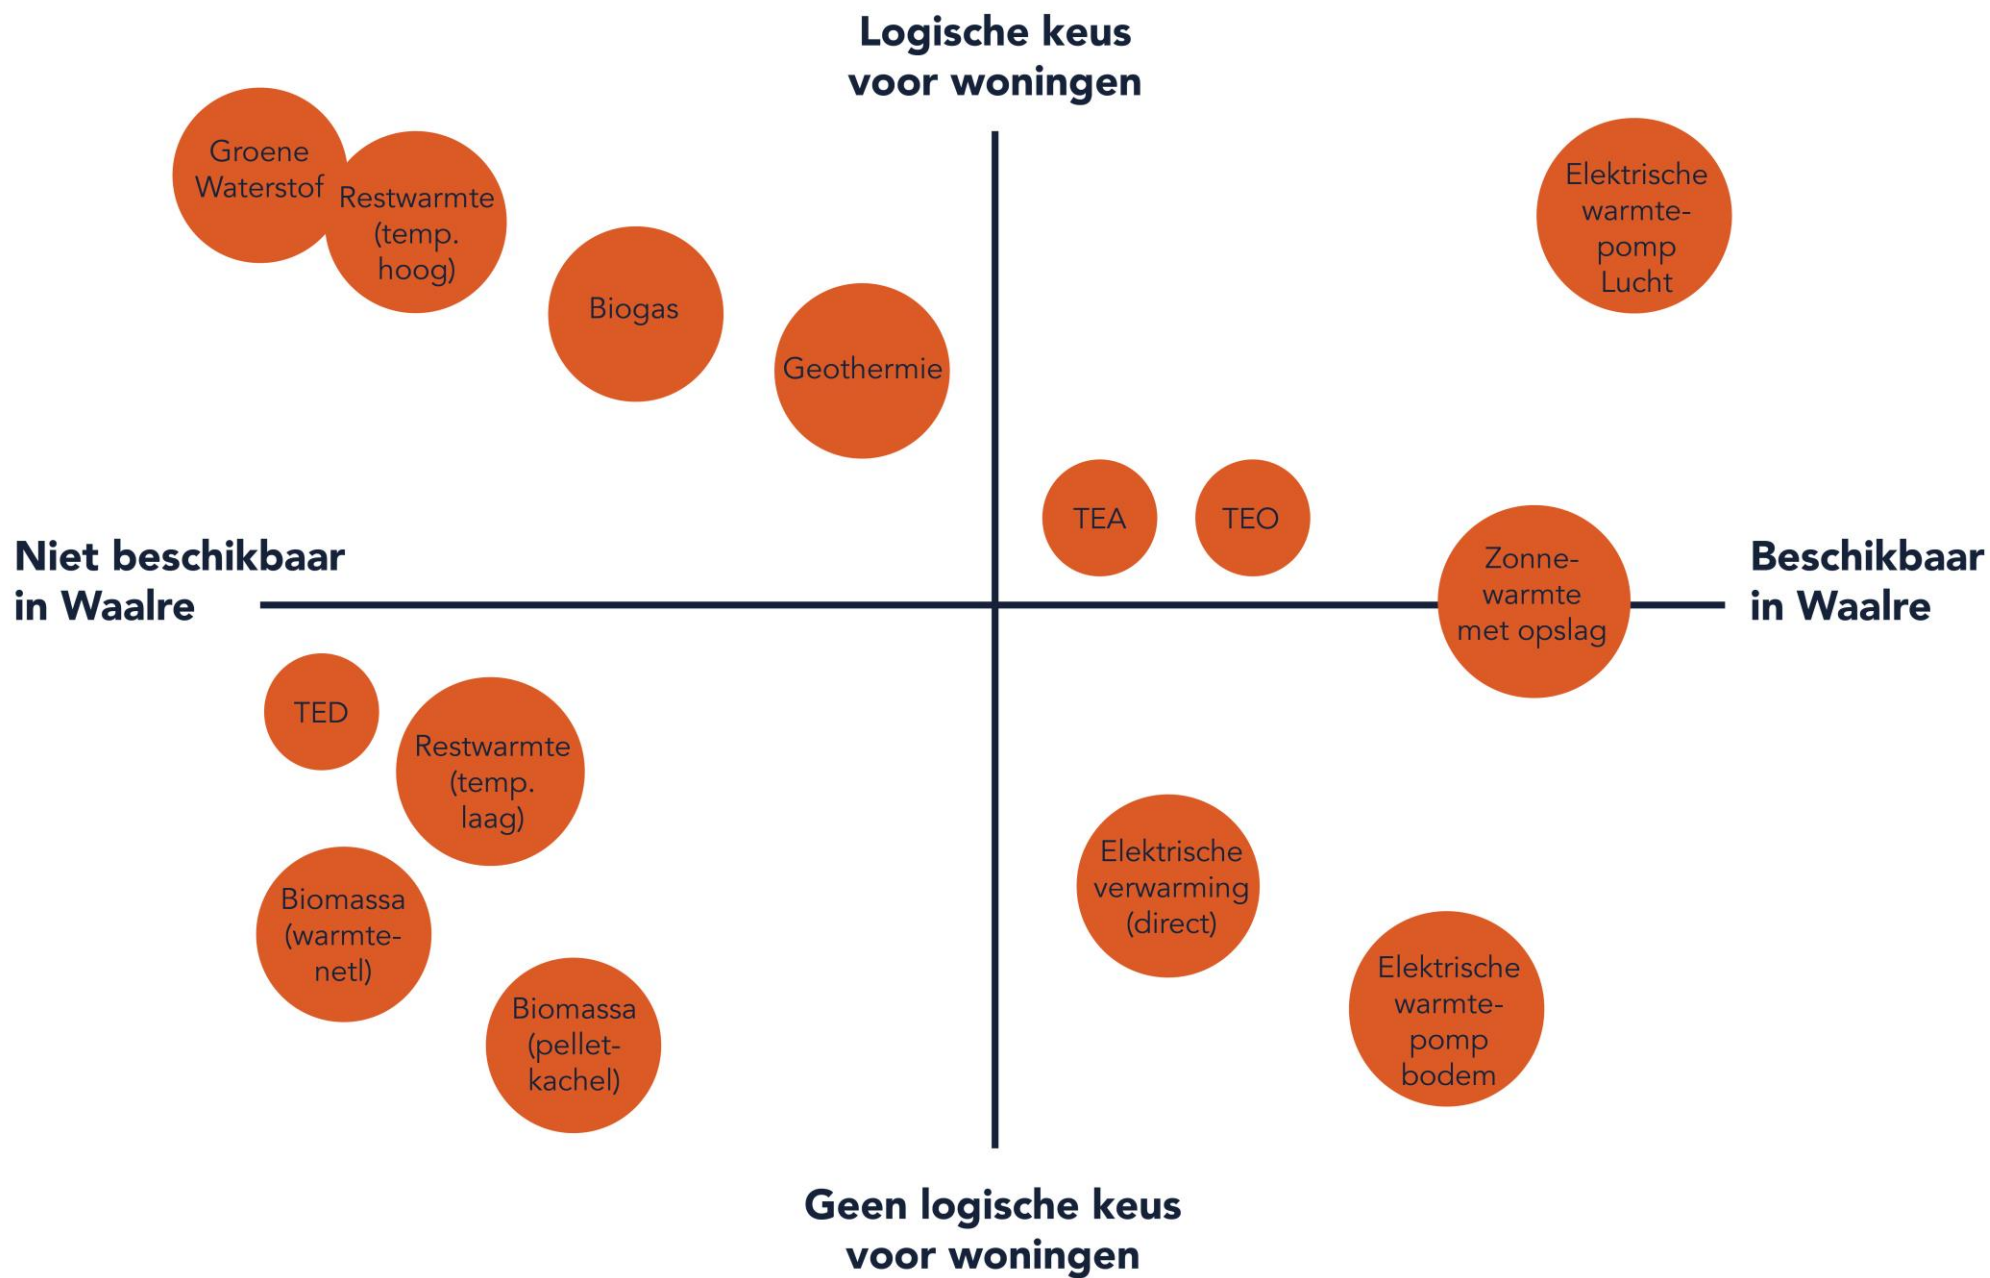 Logische keus
voor woningen
Groene
Waterstof
Restwarmte
(temp.
hoog)
Biogas
Geothermie
Elektrische
warmte-
pomp
Lucht
TEA
TEO
Zonne-
warmte
met opslag
Niet beschikbaar
in Waalre
Beschikbaar
in Waalre
TED
Restwarmte
(temp.
laag)
Biomassa
(warmte-
netl)
Biomassa
(pellet-
kachel)
Elektrische
verwarming
(direct)
Elektrische
warmte-
pomp
bodem
Geen logische keus
voor woningen